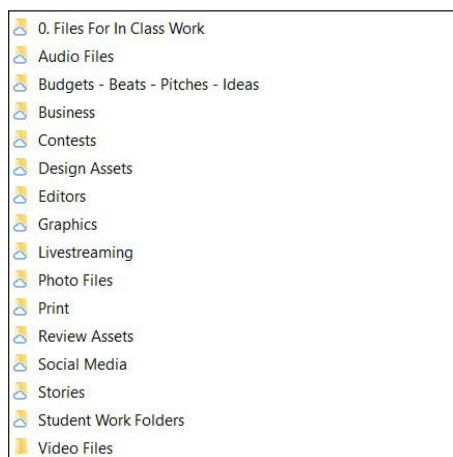 0. Files For In Class Work
Audio Files
Budgets - Beats - Pitches - Ideas
Business
Contests
Design Assets
Editors
Graphics
Livestreaming
Photo Files
Print
Review Assets
Social Media
Stories
Student Work Folders
Video Files